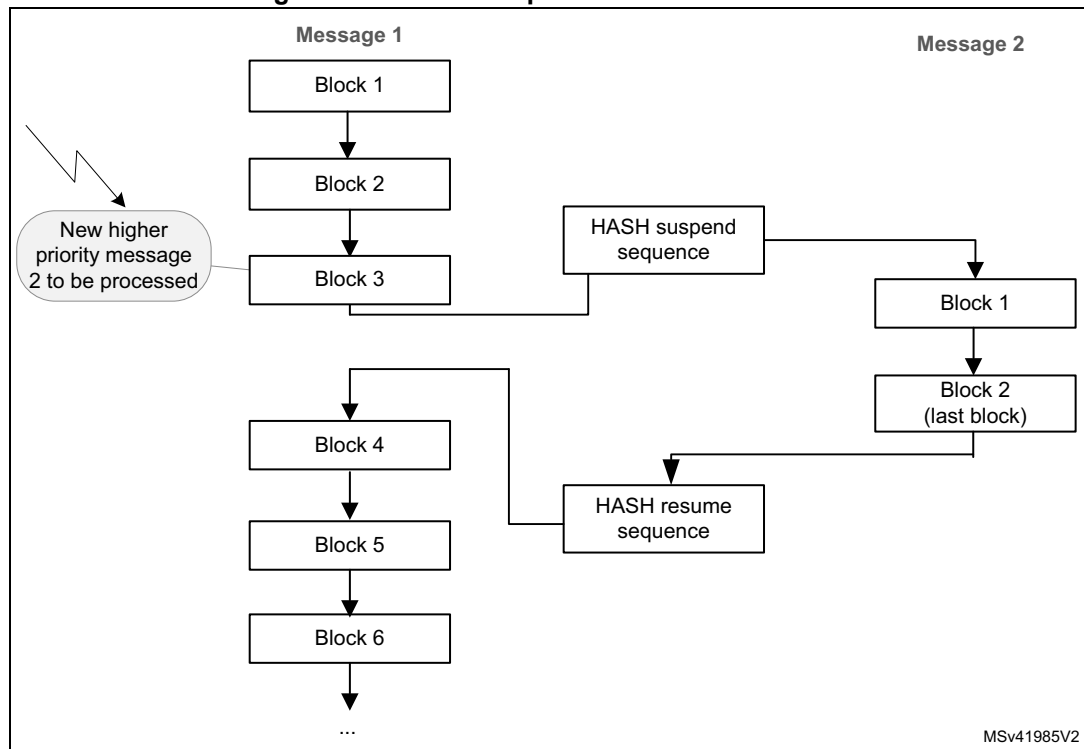 Message 1
Message 2
Block 1
Block 2
New higher
priority message
2 to be processed
Block 3
HASH suspend
sequence
Block 1
Block 2
(last block)
Block 4
HASH resume
sequence
Block 5
Block 6
...
MSv41985V2